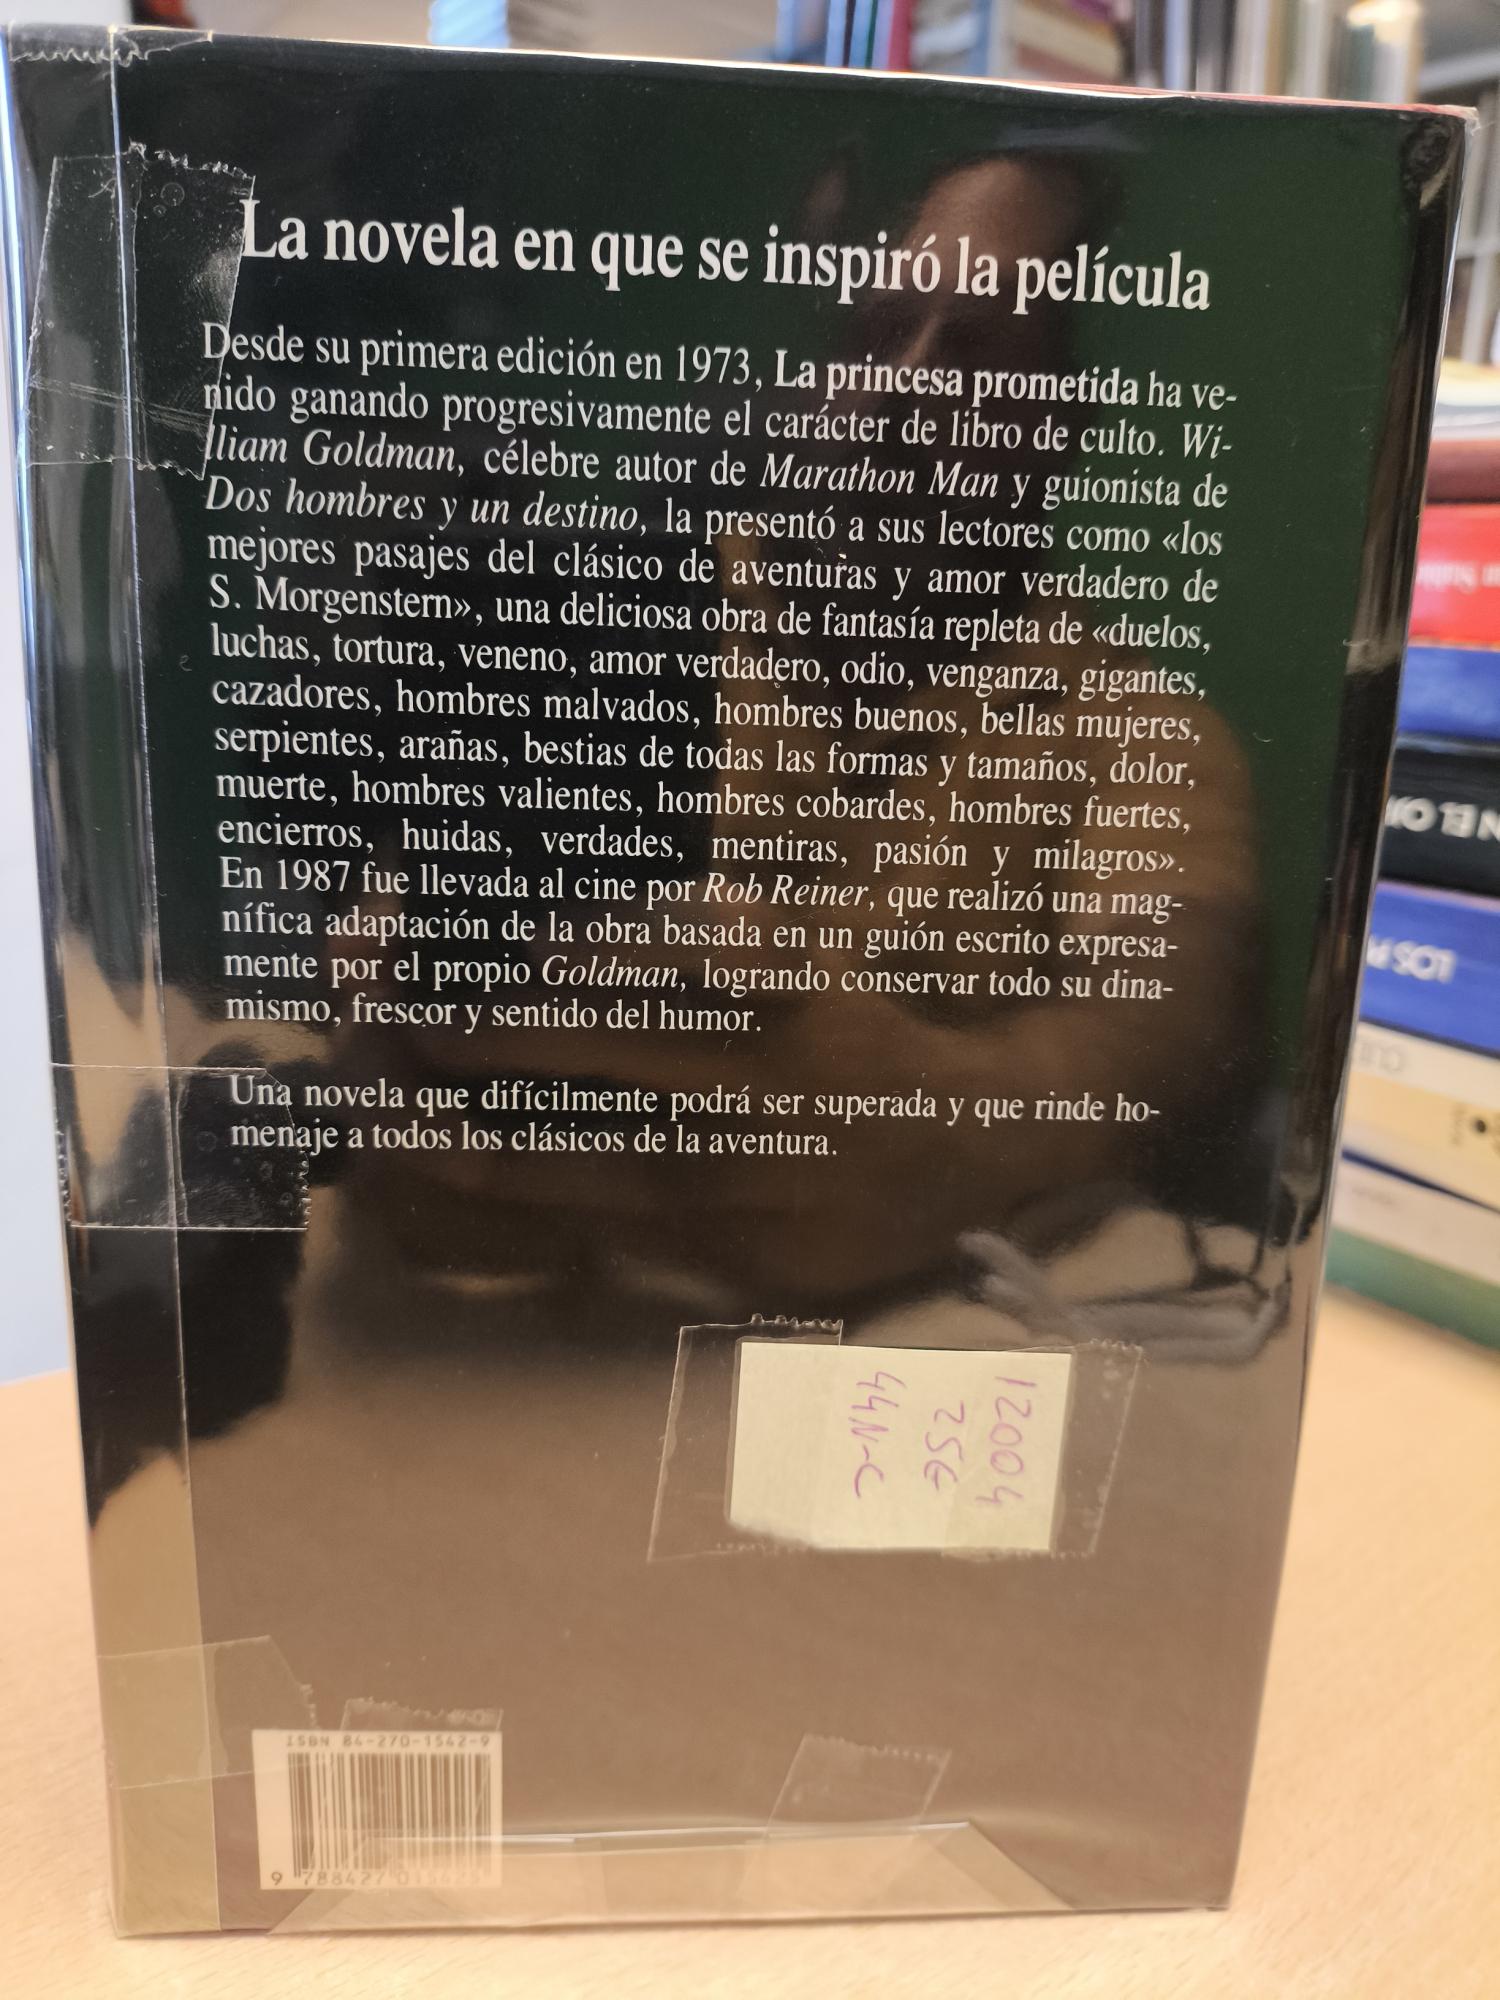 La novela en que se inspiró la película
Desde su primera edición en 1973, La princesa prometida ha ve-
nido ganando progresivamente el carácter de libro de culto. Wi-
lliam Goldman, célebre autor de Marathon Man y guionista de
Dos hombres y un destino, la presentó a sus lectores como «los
mejores pasajes del clásico de aventuras y amor verdadero de
S. Morgenstern», una deliciosa obra de fantasía repleta de «duelos,
luchas, tortura, veneno, amor verdadero, odio, venganza, gigantes,
cazadores, hombres malvados, hombres buenos, bellas mujeres,
serpientes, arañas, bestias de todas las formas y tamaños, dolor,
muerte, hombres valientes, hombres cobardes, hombres fuertes,
encierros, huidas, verdades, mentiras, pasión y milagros».
En 1987 fue llevada al cine por Rob Reiner, que realizó una mag-
nífica adaptación de la obra basada en un guión escrito expresa-
mente por el propio Goldman, logrando conservar todo su dina-
mismo, frescor y sentido del humor.
Una novela que difícilmente podrá ser superada y que rinde ho-
menaje a todos los clásicos de la aventura.
12004
ISBN 84-270-1542-9
9 788427 015425
LOS